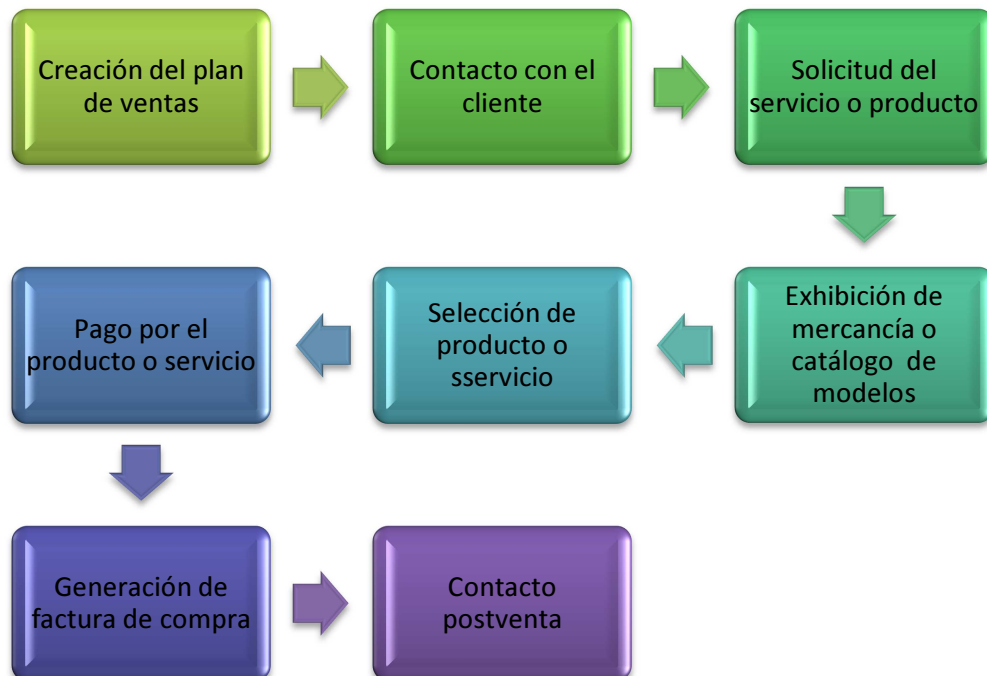 Creación del plan
de ventas
Contacto con el
cliente
Solicitud del
servicio o producto
Exhibición de
mercancía o
catálogo  de
modelos
Selección de
producto o
sservicio
Pago por el
producto o servicio
Generación de
factura de compra
Contacto
postventa